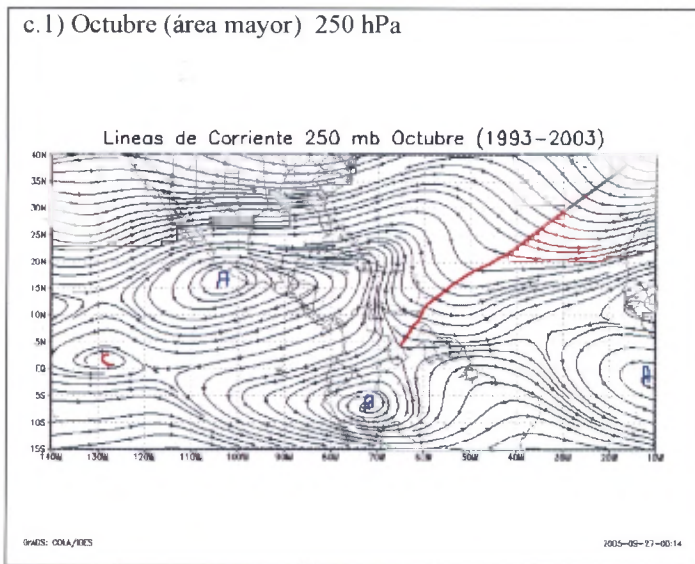 c.1) Octubre (área mayor) 250 hPa
Lineas de Corriente 250 mb Octubre (1993-2003)
40N
35N
30N
25N
20N
15N
10N
5N
EQ
5S
10S
15S
A
C
A
A
140W 130W 120W 110W 100W 90W 80W 70W 60W 50W 40W 30W 20W 10W
GrADS: COLA/IGES 2005-09-27-00:14